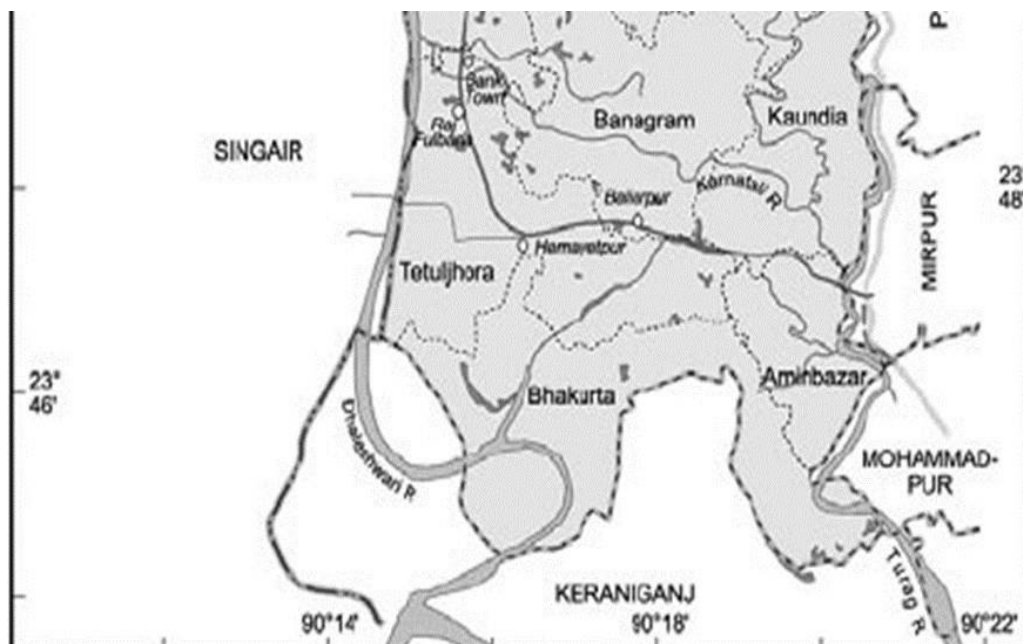 P
Bank
Town
Raj
Fulbaria
Banagram
Kaundia
SINGAIR
23
48'
Karnatali R
Baliarpur
MIRPUR
Hamayetpur
Tetuljhora
23°
46'
Bhakurta
Aminbazar
Dhaleshwari R
MOHAMMAD-
PUR
KERANIGANJ
Turag R
90°14'
90°18'
90°22'